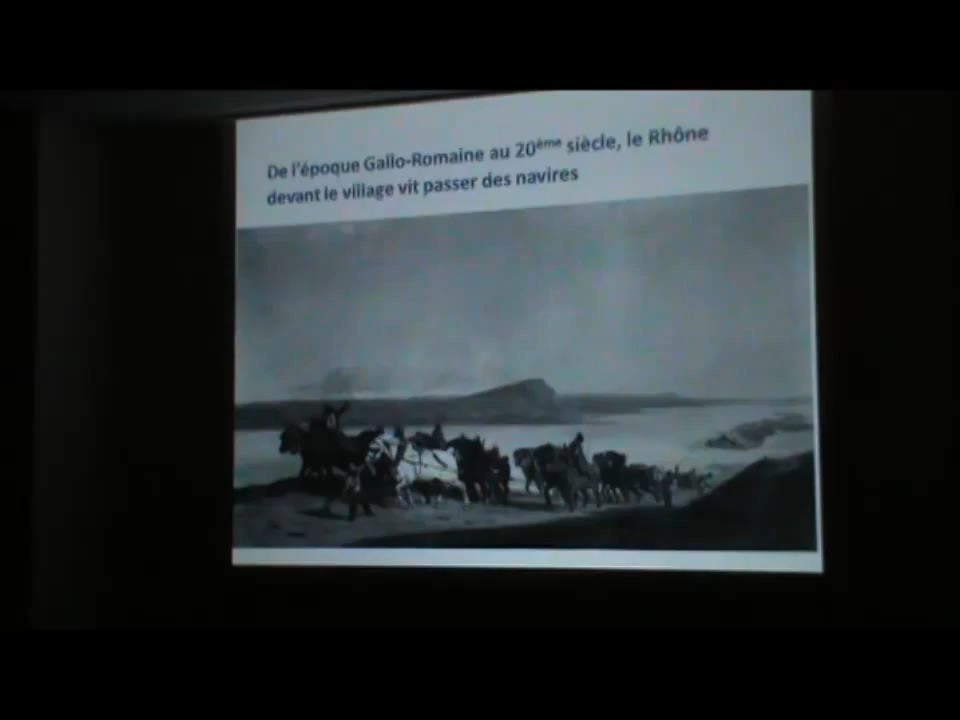 De l'époque Gallo-Romaine au 20ème siècle, le Rhône
devant le village vit passer des navires